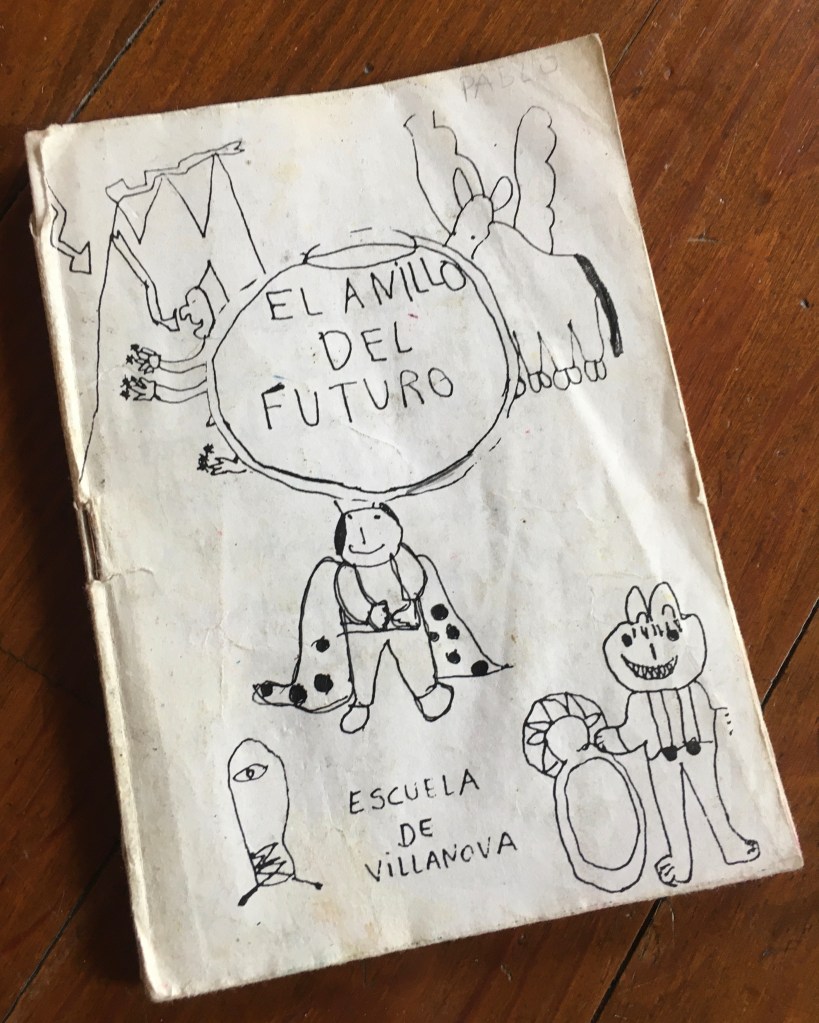 PABLO
EL ANILLO
DEL
FUTURO
ESCUELA
DE
VILLANOVA